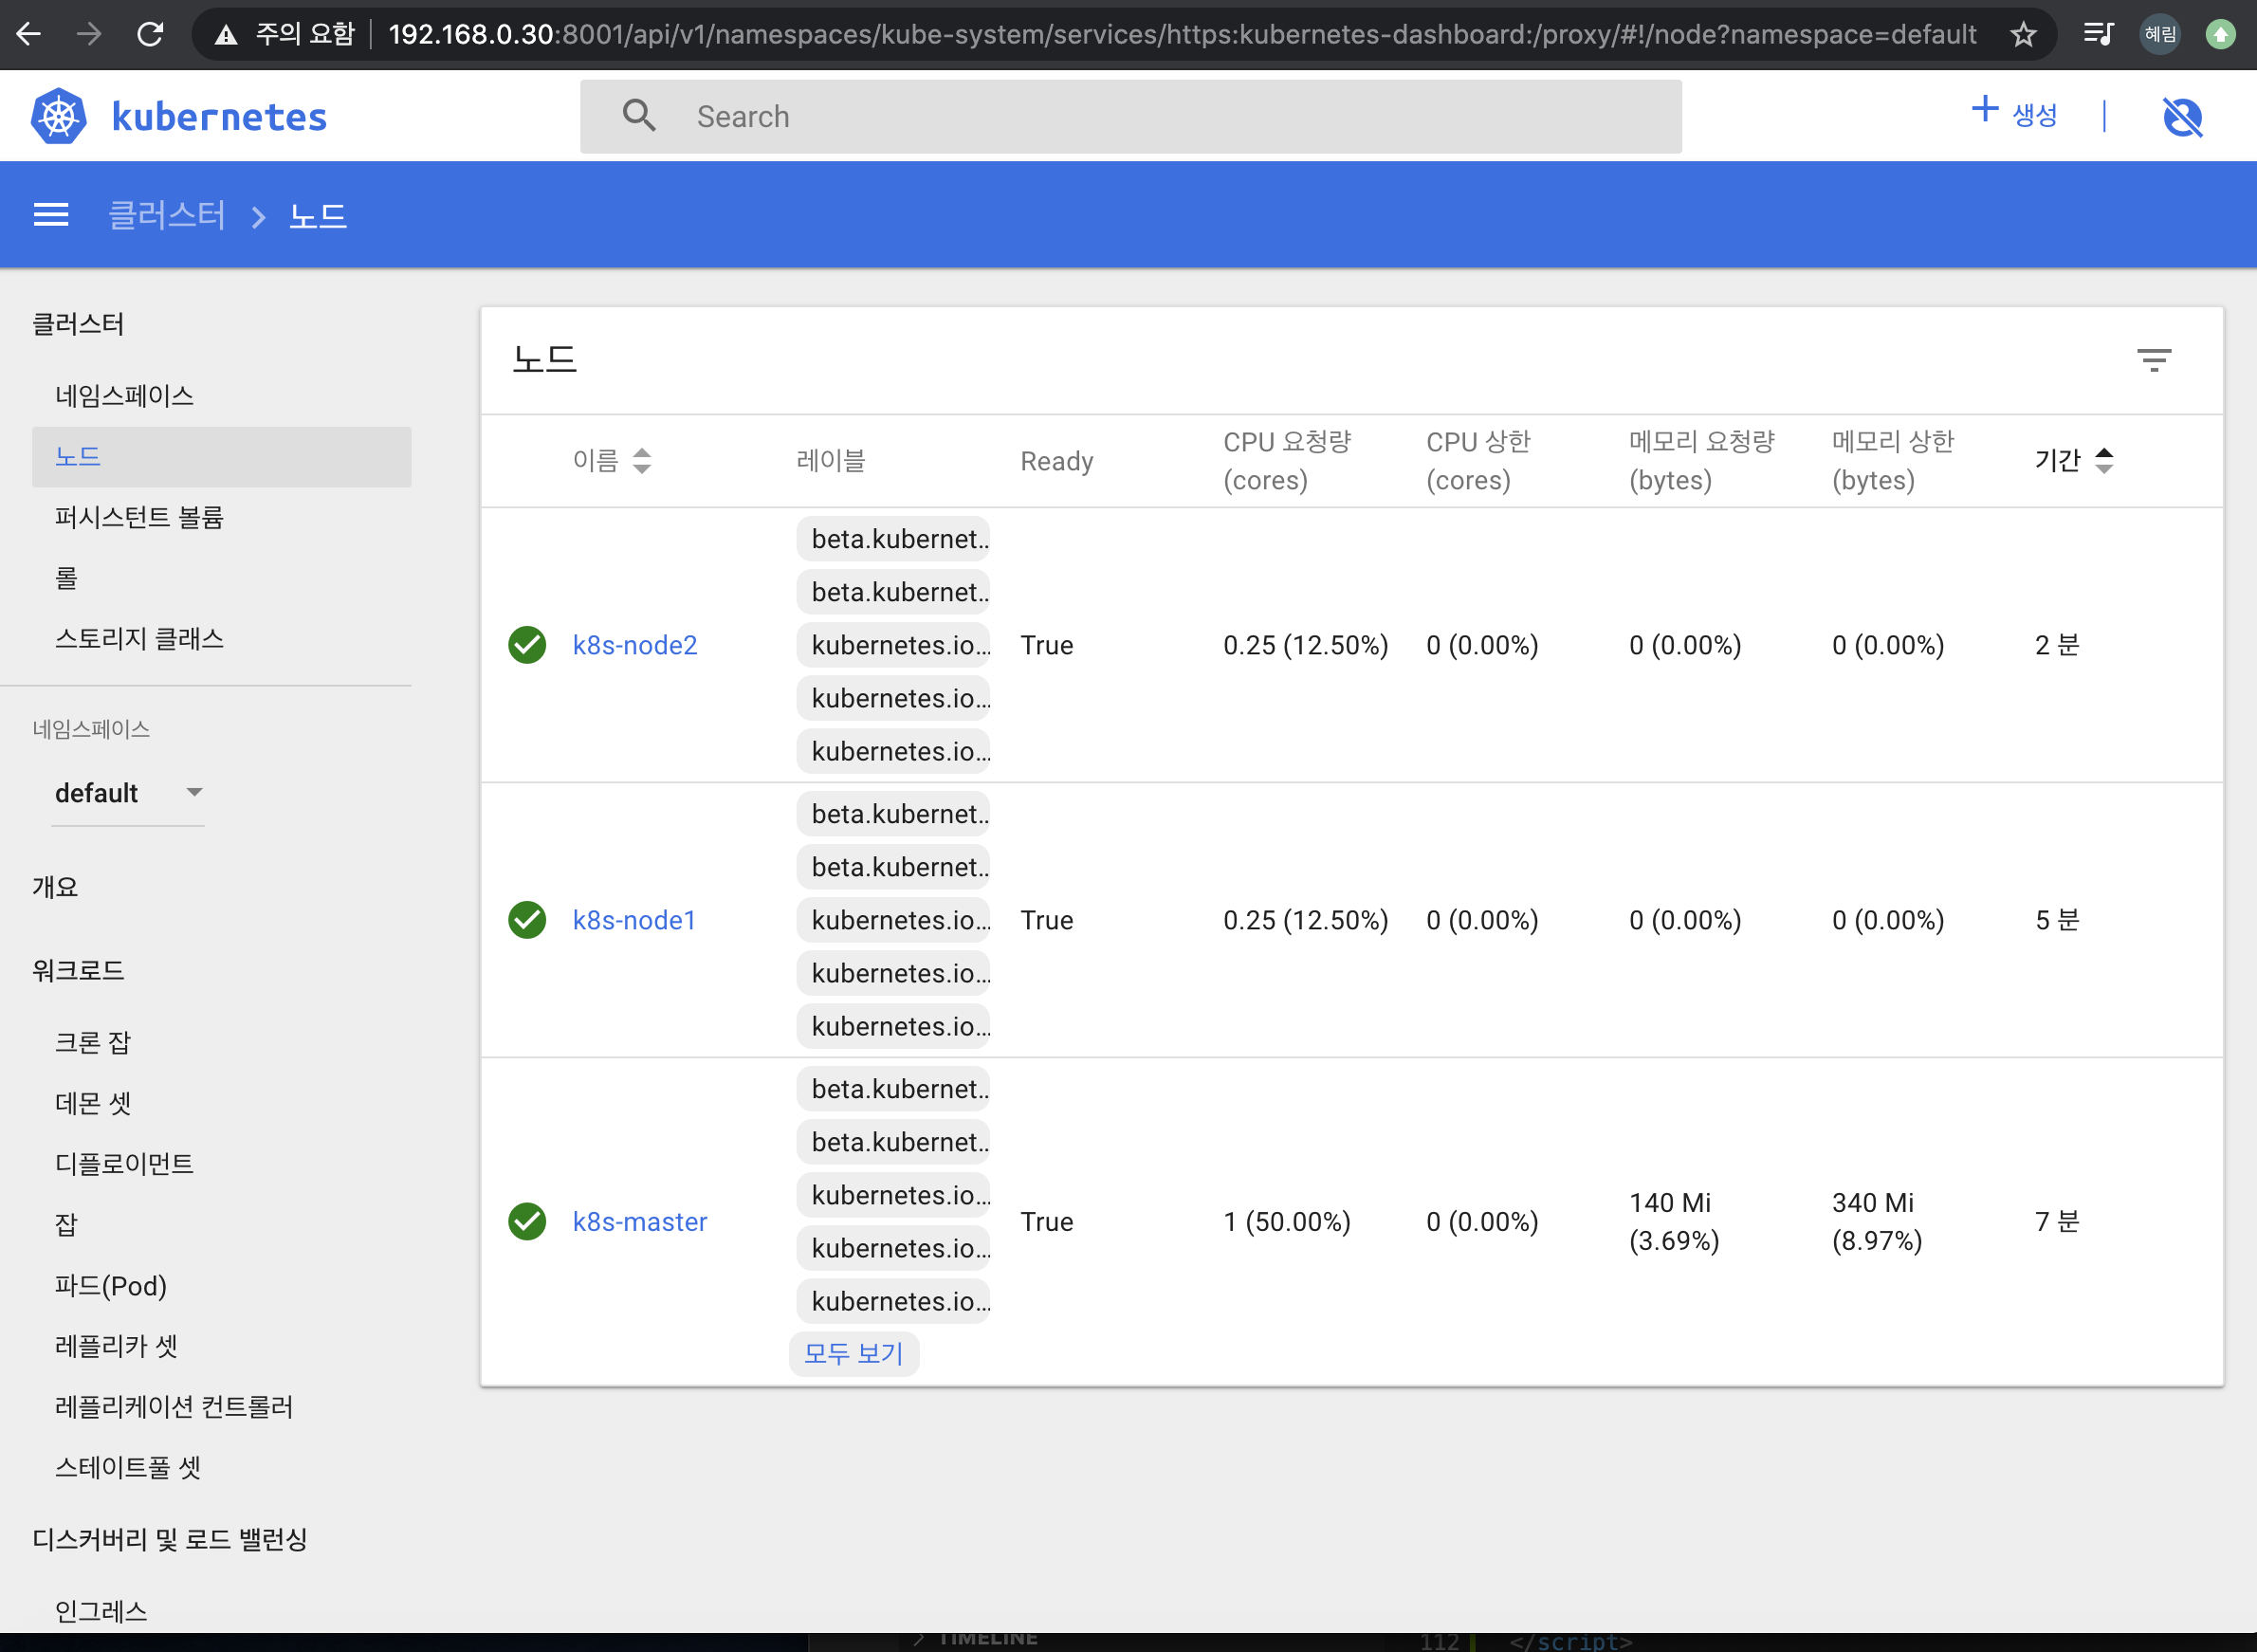 주의 요함 192.168.0.30:8001/api/v1/namespaces/kube-system/services/https:kubernetes-dashboard:/proxy/#!/node?namespace=default 혜림
kubernetes Search + 생성
클러스터 > 노드
클러스터
네임스페이스
노드
퍼시스턴트 볼륨
롤
스토리지 클래스
네임스페이스
default
개요
워크로드
크론 잡
데몬 셋
디플로이먼트
잡
파드(Pod)
레플리카 셋
레플리케이션 컨트롤러
스테이트풀 셋
디스커버리 및 로드 밸런싱
인그레스
노드
이름 레이블 Ready CPU 요청량 (cores) CPU 상한 (cores) 메모리 요청량 (bytes) 메모리 상한 (bytes) 기간
beta.kubernet...
beta.kubernet...
k8s-node2 kubernetes.io... True 0.25 (12.50%) 0 (0.00%) 0 (0.00%) 0 (0.00%) 2 분
kubernetes.io...
kubernetes.io...
beta.kubernet...
beta.kubernet...
k8s-node1 kubernetes.io... True 0.25 (12.50%) 0 (0.00%) 0 (0.00%) 0 (0.00%) 5 분
kubernetes.io...
kubernetes.io...
beta.kubernet...
beta.kubernet...
kubernetes.io...
k8s-master True 1 (50.00%) 0 (0.00%) 140 Mi (3.69%) 340 Mi (8.97%) 7 분
kubernetes.io...
kubernetes.io...
모두 보기
TIMELINE 112 </script>